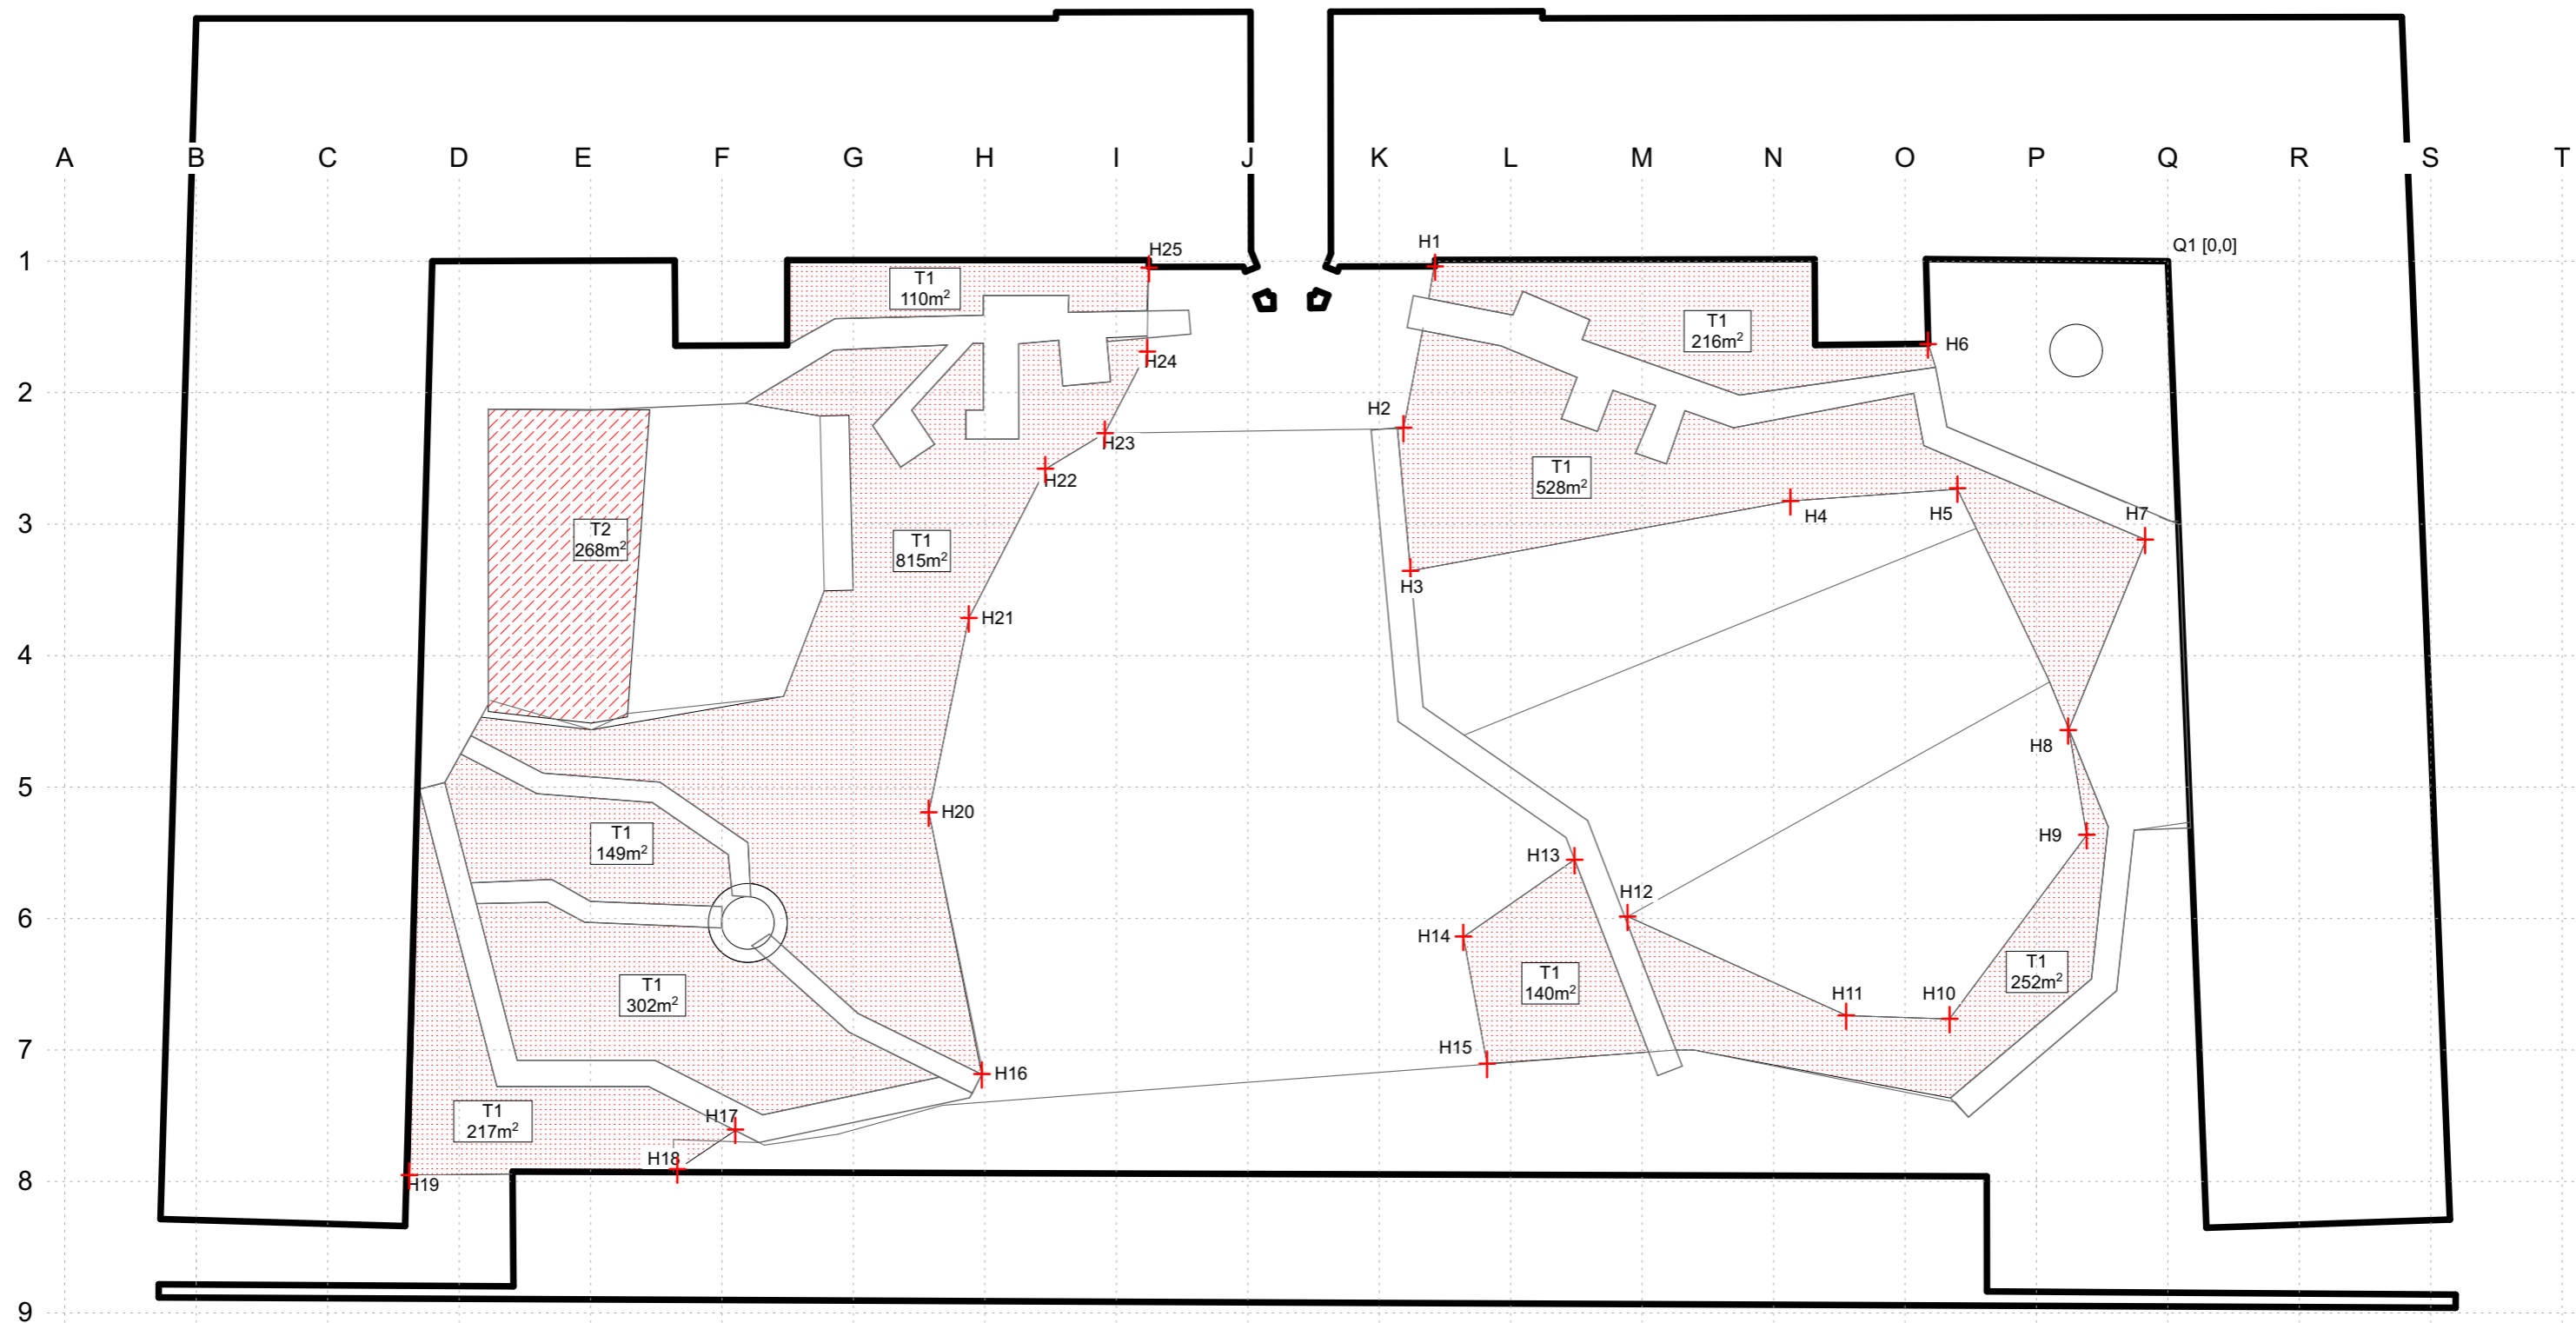 A B C D E F G H I J K L M N O P Q R S T
H25
H1
Q1 [0,0]
1
T1
110m²
T1
216m²
H6
H24
2
H2
H23
H22
T1
528m²
H4
H5
H7
3
T2
268m²
T1
815m²
H3
H21
4
H8
5
H20
T1
149m²
H9
H13
H12
6
H14
T1
302m²
T1
140m²
H11
H10
T1
252m²
7
H15
H16
T1
217m²
H17
H18
8
H19
9